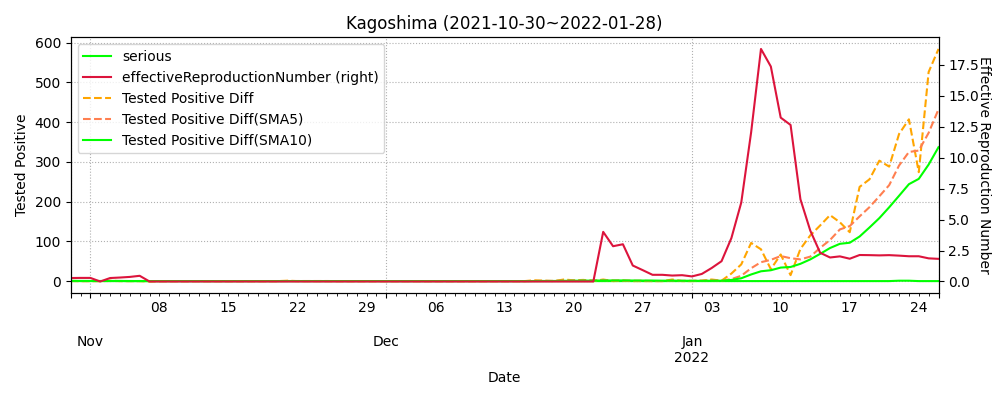 Kagoshima (2021-10-30~2022-01-28)
serious
effectiveReproductionNumber (right)
Tested Positive Diff
Tested Positive Diff(SMA5)
Tested Positive Diff(SMA10)
Tested Positive
600
500
400
300
200
100
0
Effective Reproduction Number
17.5
15.0
12.5
10.0
7.5
5.0
2.5
0.0
08 15 22 29 06 13 20 27 03 10 17 24
Nov Dec Jan
2022
Date